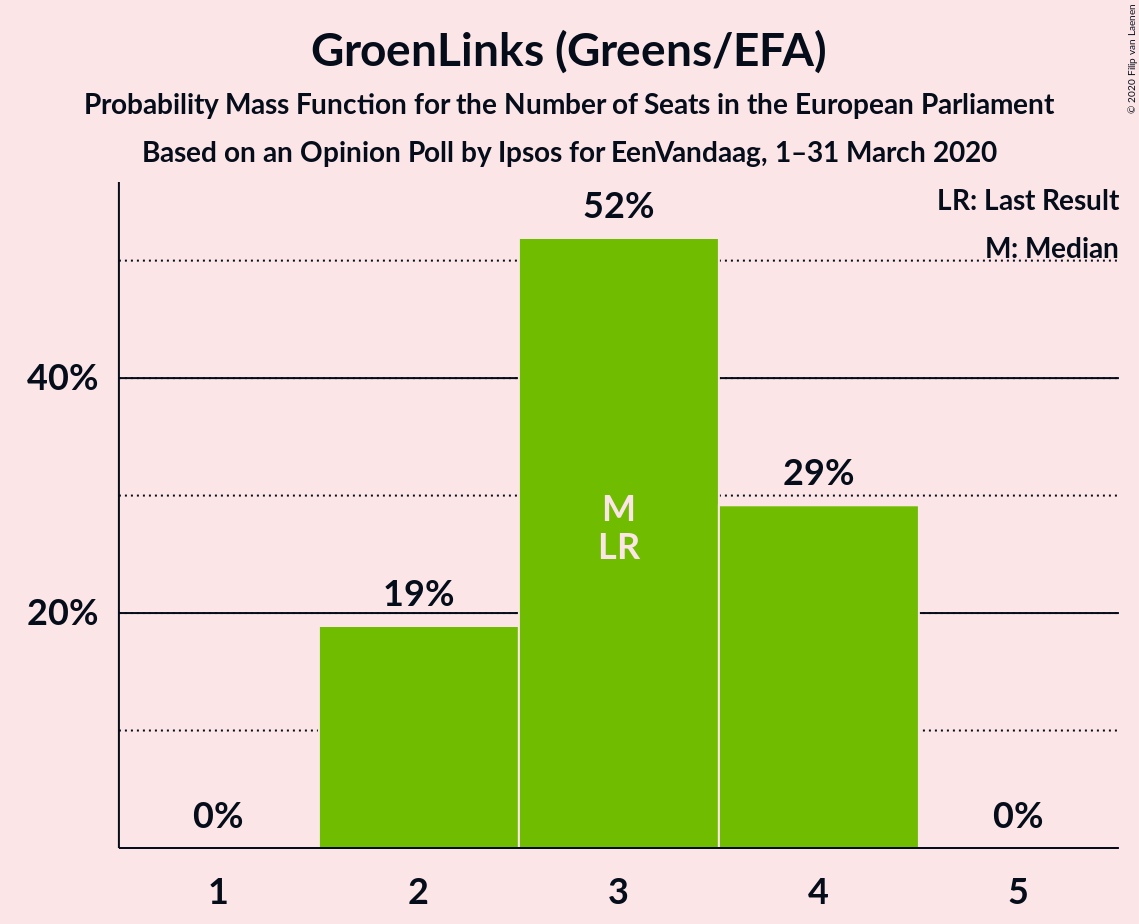 GroenLinks (Greens/EFA)
Probability Mass Function for the Number of Seats in the European Parliament
Based on an Opinion Poll by Ipsos for EenVandaag, 1–31 March 2020
© 2020 Filip van Laenen
LR: Last Result
M: Median
52%
40%
29%
M
LR
20%
19%
0%
0%
1
2
3
4
5